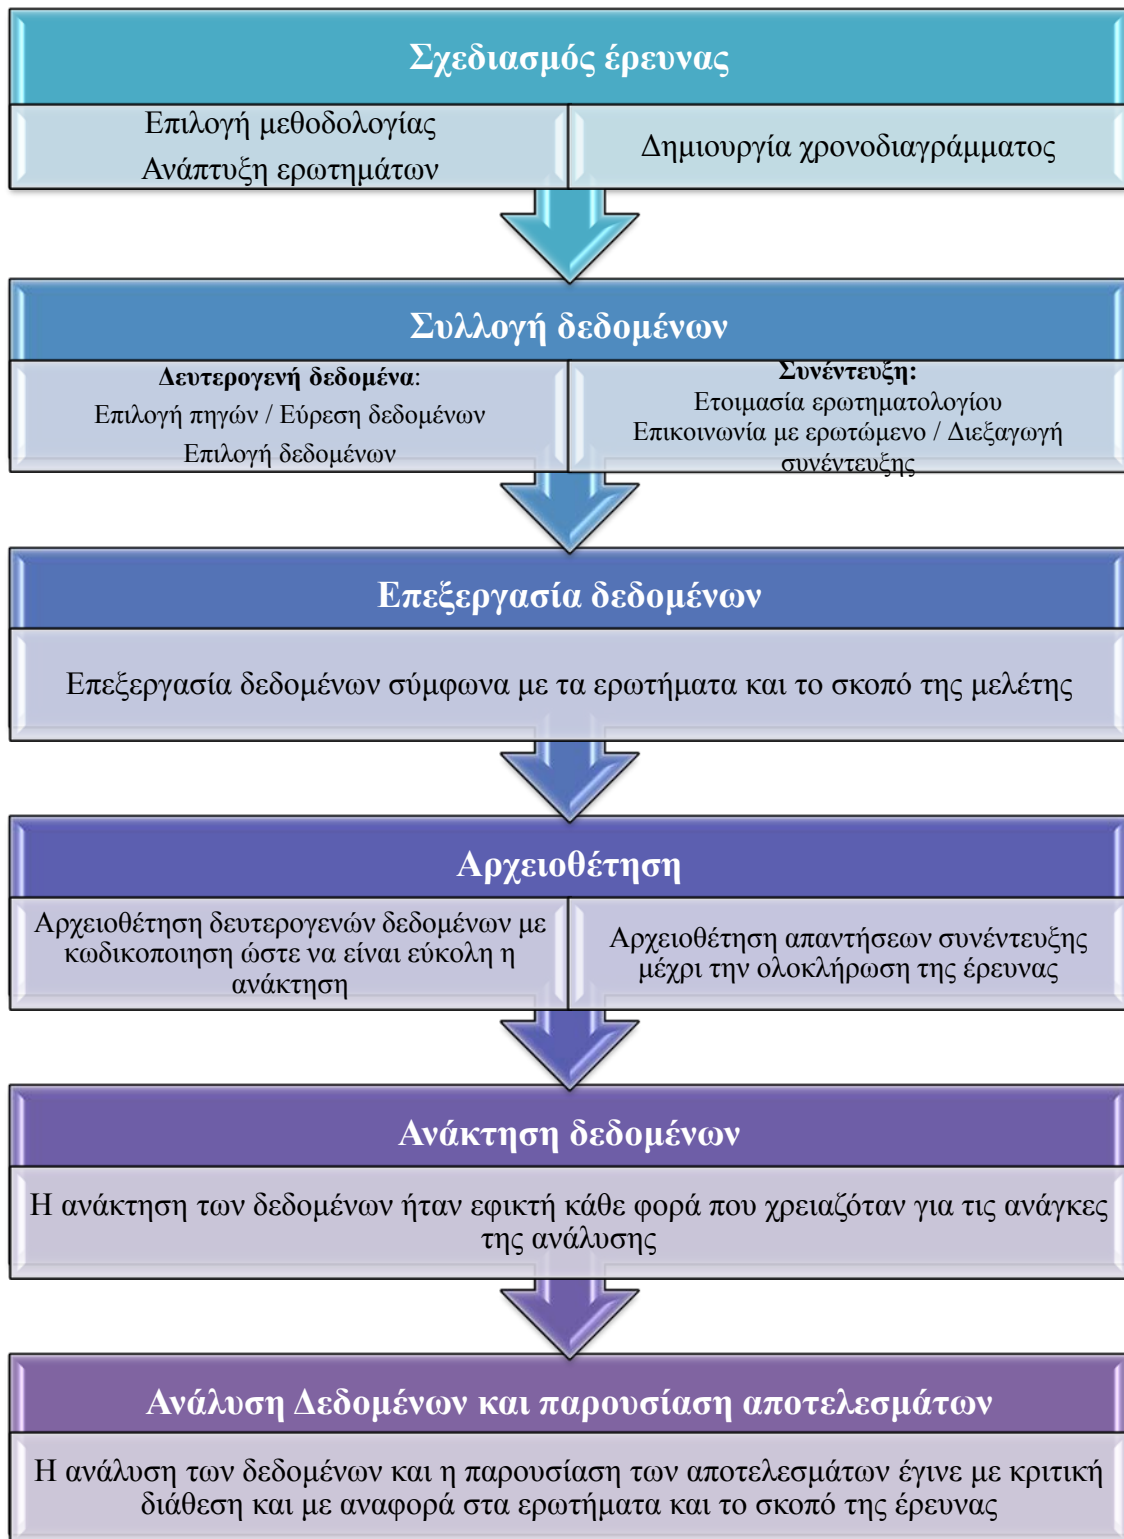 Σχεδιασμός έρευνας
Επιλογή μεθοδολογίας
Ανάπτυξη ερωτημάτων
Δημιουργία χρονοδιαγράμματος
Συλλογή δεδομένων
Δευτερογενή δεδομένα:
Επιλογή πηγών / Εύρεση δεδομένων
Επιλογή δεδομένων
Συνέντευξη:
Ετοιμασία ερωτηματολογίου
Επικοινωνία με ερωτώμενο / Διεξαγωγή
συνέντευξης
Επεξεργασία δεδομένων
Επεξεργασία δεδομένων σύμφωνα με τα ερωτήματα και το σκοπό της μελέτης
Αρχειοθέτηση
Αρχειοθέτηση δευτερογενών δεδομένων με
κωδικοποιηση ώστε να είναι εύκολη η
ανάκτηση
Αρχειοθέτηση απαντήσεων συνέντευξης
μέχρι την ολοκλήρωση της έρευνας
Ανάκτηση δεδομένων
Η ανάκτηση των δεδομένων ήταν εφικτή κάθε φορά που χρειαζόταν για τις ανάγκες
της ανάλυσης
Ανάλυση Δεδομένων και παρουσίαση αποτελεσμάτων
Η ανάλυση των δεδομένων και η παρουσίαση των αποτελεσμάτων έγινε με κριτική
διάθεση και με αναφορά στα ερωτήματα και το σκοπό της έρευνας